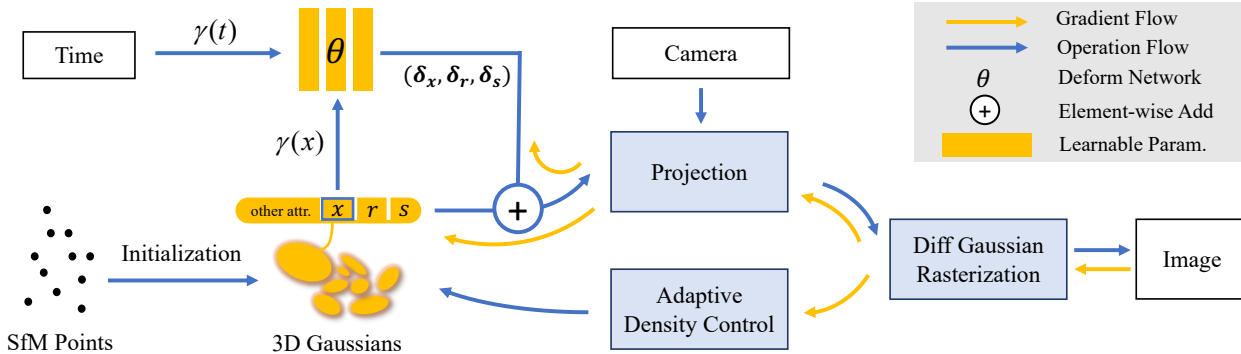 Time
γ(t)
θ
(δx, δr, δs)
γ(x)
other attr.
x
r
s
+
Initialization
SfM Points
3D Gaussians
Camera
Projection
Adaptive
Density Control
Diff Gaussian
Rasterization
Image
Gradient Flow
Operation Flow
θ
Deform Network
+
Element-wise Add
Learnable Param.